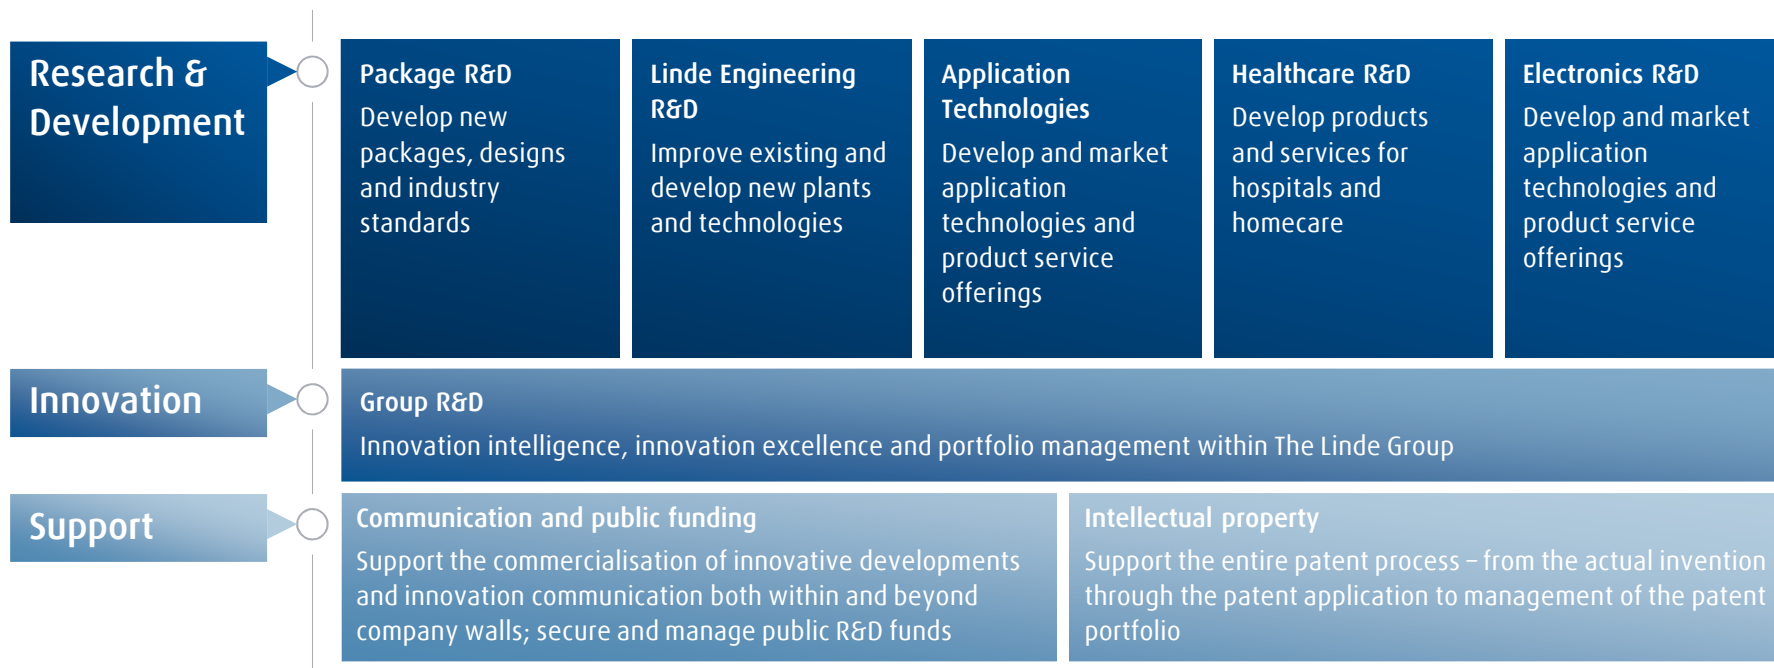 Research &
Development
Package R&D
Develop new
packages, designs
and industry
standards
Linde Engineering
R&D
Improve existing and
develop new plants
and technologies
Application
Technologies
Develop and market
application
technologies and
product service
offerings
Healthcare R&D
Develop products
and services for
hospitals and
homecare
Electronics R&D
Develop and market
application
technologies and
product service
offerings
Innovation
Group R&D
Innovation intelligence, innovation excellence and portfolio management within The Linde Group
Support
Communication and public funding
Support the commercialisation of innovative developments
and innovation communication both within and beyond
company walls; secure and manage public R&D funds
Intellectual property
Support the entire patent process – from the actual invention
through the patent application to management of the patent
portfolio